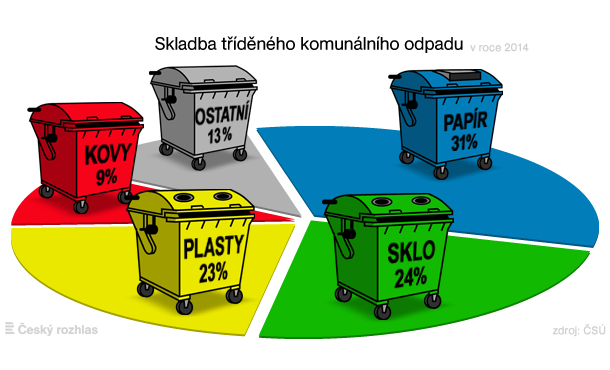 Skladba tříděného komunálního odpadu v roce 2014
OSTATNÍ
13%
PAPÍR
31%
KOVY
9%
PLASTY
23%
SKLO
24%
Český rozhlas
zdroj: ČSÚ